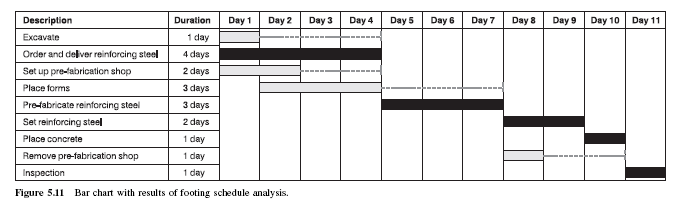 Description Duration Day 1 Day 2 Day 3 Day 4 Day 5 Day 6 Day 7 Day 8 Day 9 Day 10 Day 11
Excavate 1 day
Order and deliver reinforcing steel 4 days
Set up pre-fabrication shop 2 days
Place forms 3 days
Pre-fabricate reinforcing steel 3 days
Set reinforcing steel 2 days
Place concrete 1 day
Remove pre-fabrication shop 1 day
Inspection 1 day
Figure 5.11 Bar chart with results of footing schedule analysis.